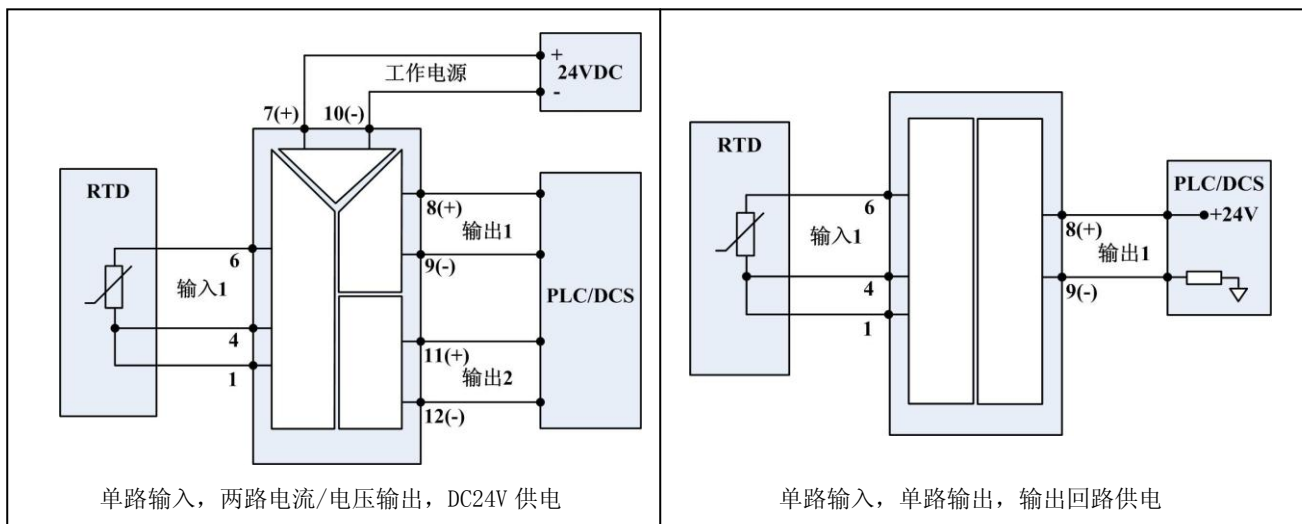 +
24VDC
-
工作电源
7(+)
10(-)
RTD
6
输入1
4
1
8(+)
输出1
9(-)
PLC/DCS
11(+)
输出2
12(-)
单路输入，两路电流/电压输出，DC24V 供电
RTD
6
输入1
4
1
PLC/DCS
+24V
8(+)
输出1
9(-)
单路输入，单路输出，输出回路供电